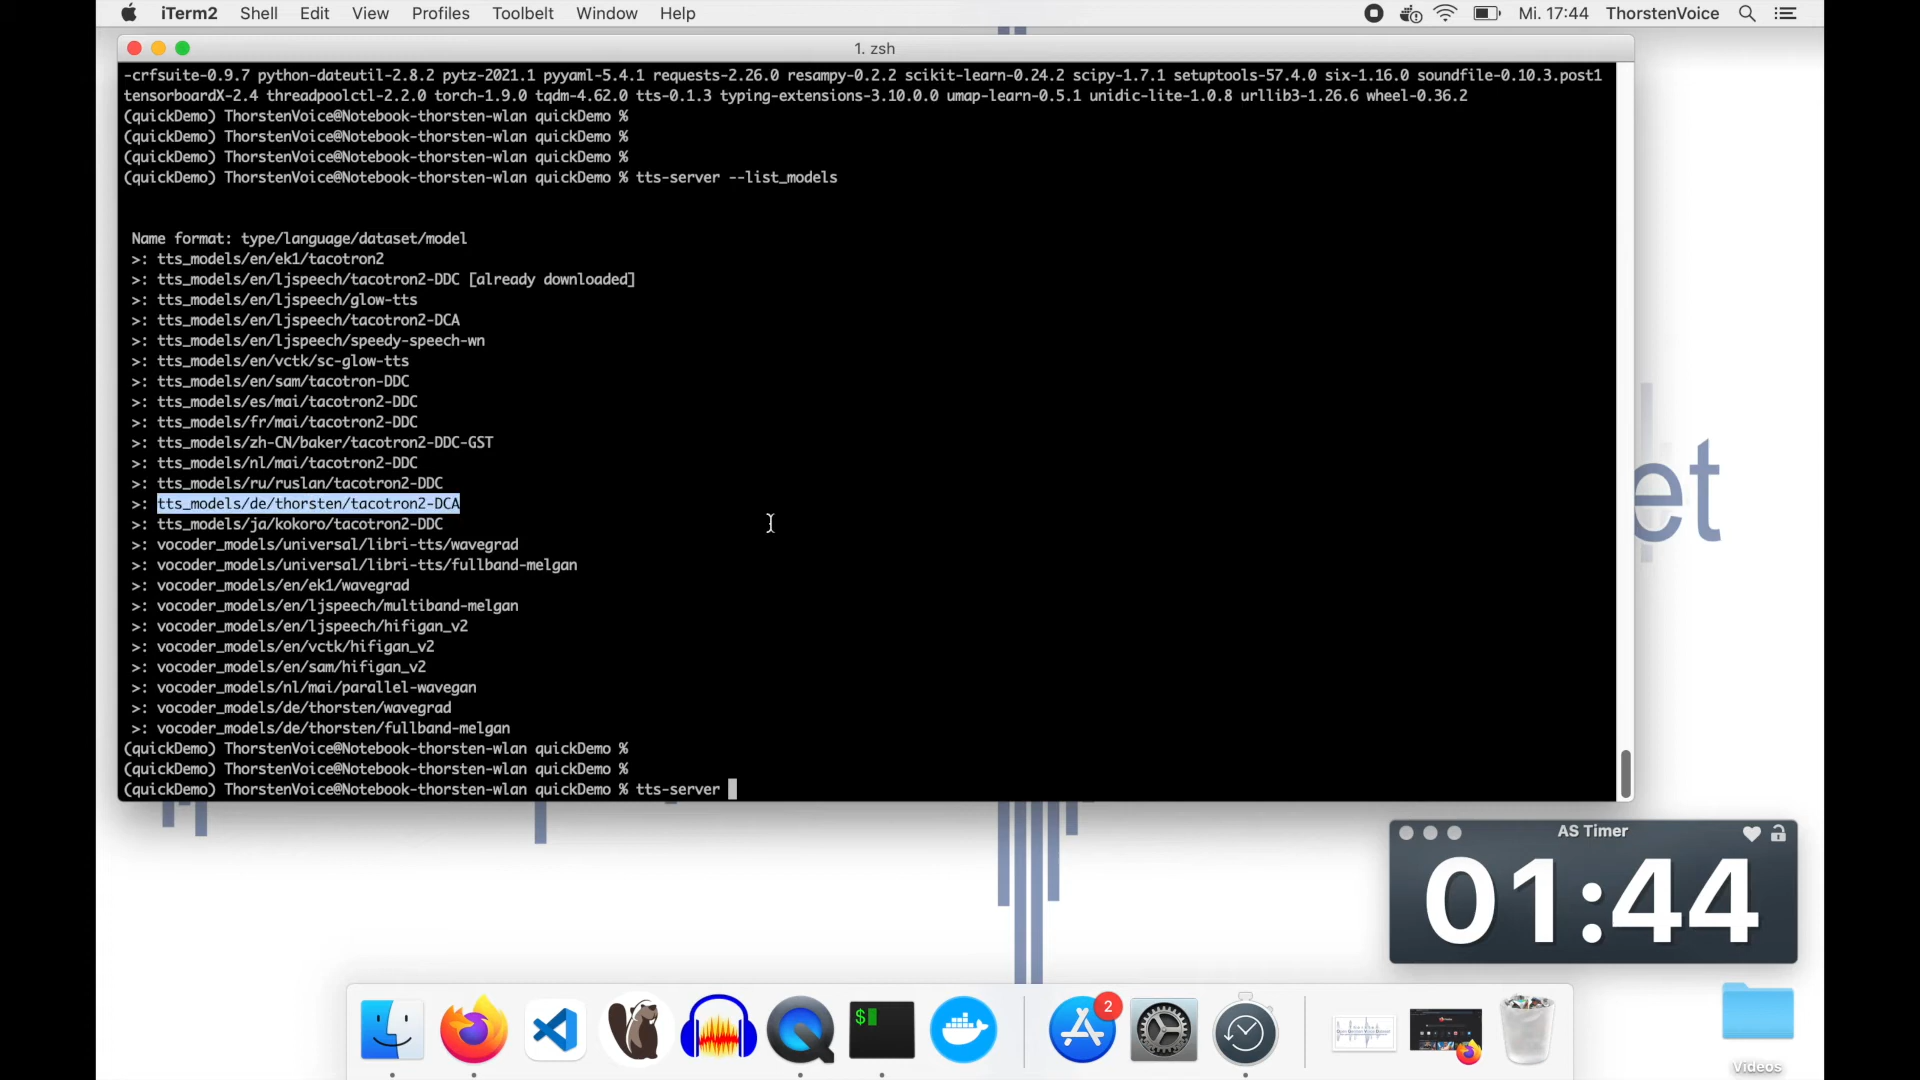 iTerm2 Shell Edit View Profiles Toolbelt Window Help Mi. 17:44 ThorstenVoice
1. zsh
-crfsuite-0.9.7 python-dateutil-2.8.2 pytz-2021.1 pyyaml-5.4.1 requests-2.26.0 resampy-0.2.2 scikit-learn-0.24.2 scipy-1.7.1 setuptools-57.4.0 six-1.16.0 soundfile-0.10.3.post1
tensorboardX-2.4 threadpoolctl-2.2.0 torch-1.9.0 tqdm-4.62.0 tts-0.1.3 typing-extensions-3.10.0.0 umap-learn-0.5.1 unidic-lite-1.0.8 urllib3-1.26.6 wheel-0.36.2
(quickDemo) ThorstenVoice@Notebook-thorsten-wlan quickDemo %
(quickDemo) ThorstenVoice@Notebook-thorsten-wlan quickDemo %
(quickDemo) ThorstenVoice@Notebook-thorsten-wlan quickDemo %
(quickDemo) ThorstenVoice@Notebook-thorsten-wlan quickDemo % tts-server --list_models
Name format: type/language/dataset/model
>: tts_models/en/ek1/tacotron2
>: tts_models/en/ljspeech/tacotron2-DDC [already downloaded]
>: tts_models/en/ljspeech/glow-tts
>: tts_models/en/ljspeech/tacotron2-DCA
>: tts_models/en/ljspeech/speedy-speech-wn
>: tts_models/en/vctk/sc-glow-tts
>: tts_models/en/sam/tacotron-DDC
>: tts_models/es/mai/tacotron2-DDC
>: tts_models/fr/mai/tacotron2-DDC
>: tts_models/zh-CN/baker/tacotron2-DDC-GST
>: tts_models/nl/mai/tacotron2-DDC
>: tts_models/ru/ruslan/tacotron2-DDC
>: tts_models/de/thorsten/tacotron2-DCA
>: tts_models/ja/kokoro/tacotron2-DDC
>: vocoder_models/universal/libri-tts/wavegrad
>: vocoder_models/universal/libri-tts/fullband-melgan
>: vocoder_models/en/ek1/wavegrad
>: vocoder_models/en/ljspeech/multiband-melgan
>: vocoder_models/en/ljspeech/hifigan_v2
>: vocoder_models/en/vctk/hifigan_v2
>: vocoder_models/en/sam/hifigan_v2
>: vocoder_models/nl/mai/parallel-wavegan
>: vocoder_models/de/thorsten/wavegrad
>: vocoder_models/de/thorsten/fullband-melgan
(quickDemo) ThorstenVoice@Notebook-thorsten-wlan quickDemo %
(quickDemo) ThorstenVoice@Notebook-thorsten-wlan quickDemo %
(quickDemo) ThorstenVoice@Notebook-thorsten-wlan quickDemo % tts-server
et
AS Timer
01:44
$
2
Videos